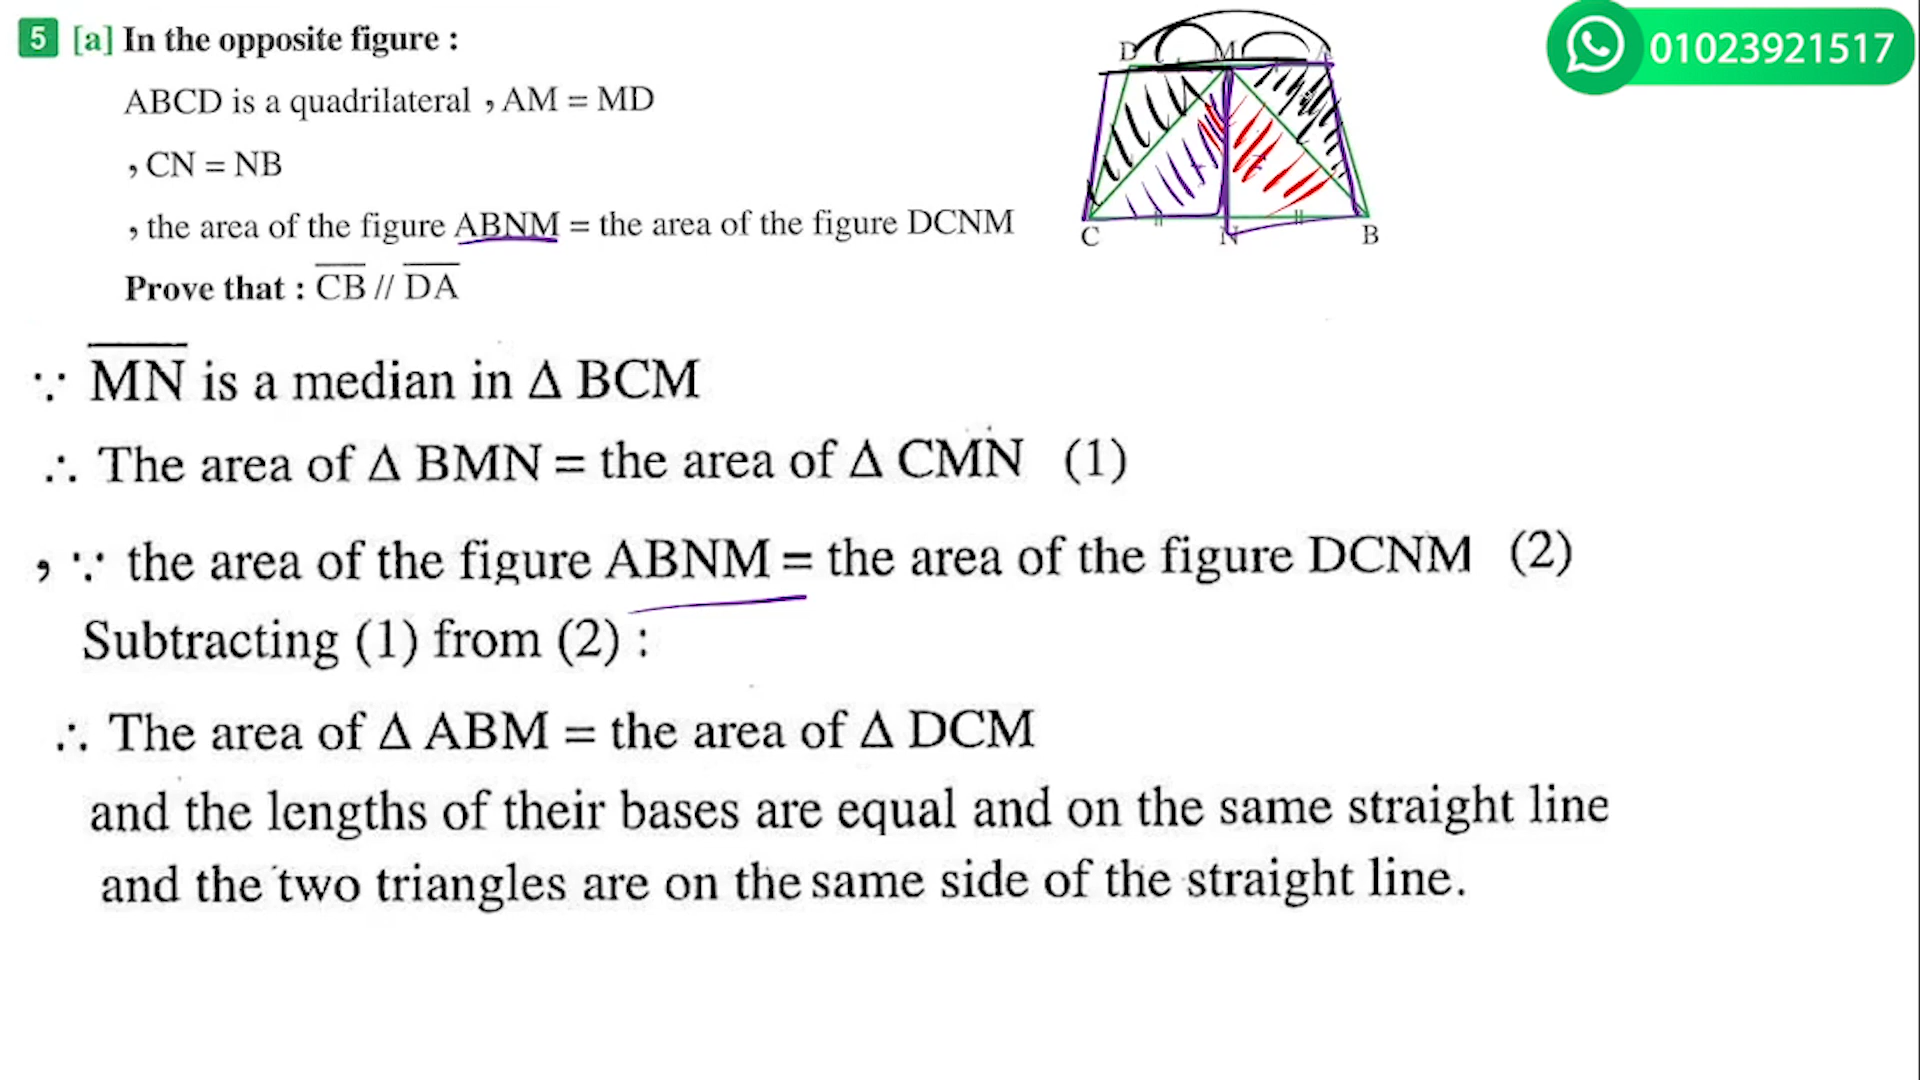 5 [a] In the opposite figure :
ABCD is a quadrilateral , AM = MD
, CN = NB
, the area of the figure ABNM = the area of the figure DCNM
Prove that : CB // DA
D M A
C N B
01023921517
∵ MN is a median in Δ BCM
∴ The area of Δ BMN = the area of Δ CMN (1)
, ∵ the area of the figure ABNM = the area of the figure DCNM (2)
Subtracting (1) from (2) :
∴ The area of Δ ABM = the area of Δ DCM
and the lengths of their bases are equal and on the same straight line
and the two triangles are on the same side of the straight line.